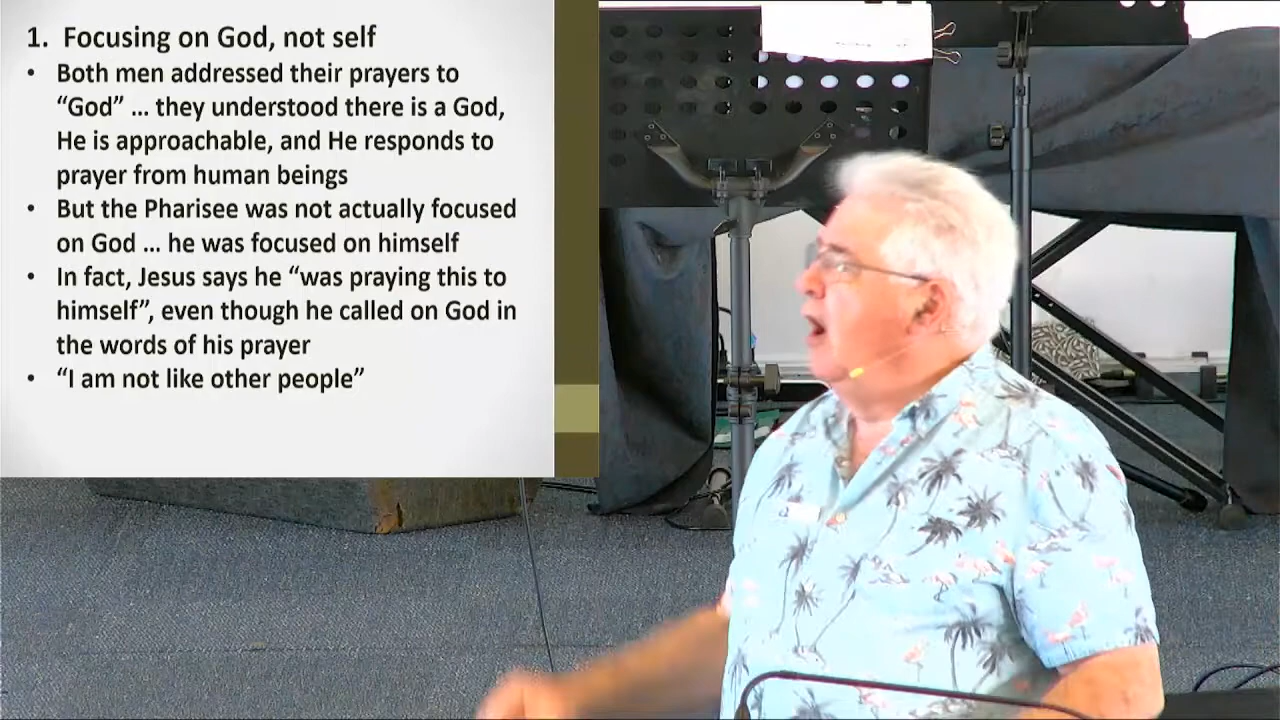 1. Focusing on God, not self
• Both men addressed their prayers to
“God” ... they understood there is a God,
He is approachable, and He responds to
prayer from human beings
• But the Pharisee was not actually focused
on God ... he was focused on himself
• In fact, Jesus says he “was praying this to
himself”, even though he called on God in
the words of his prayer
• “I am not like other people”